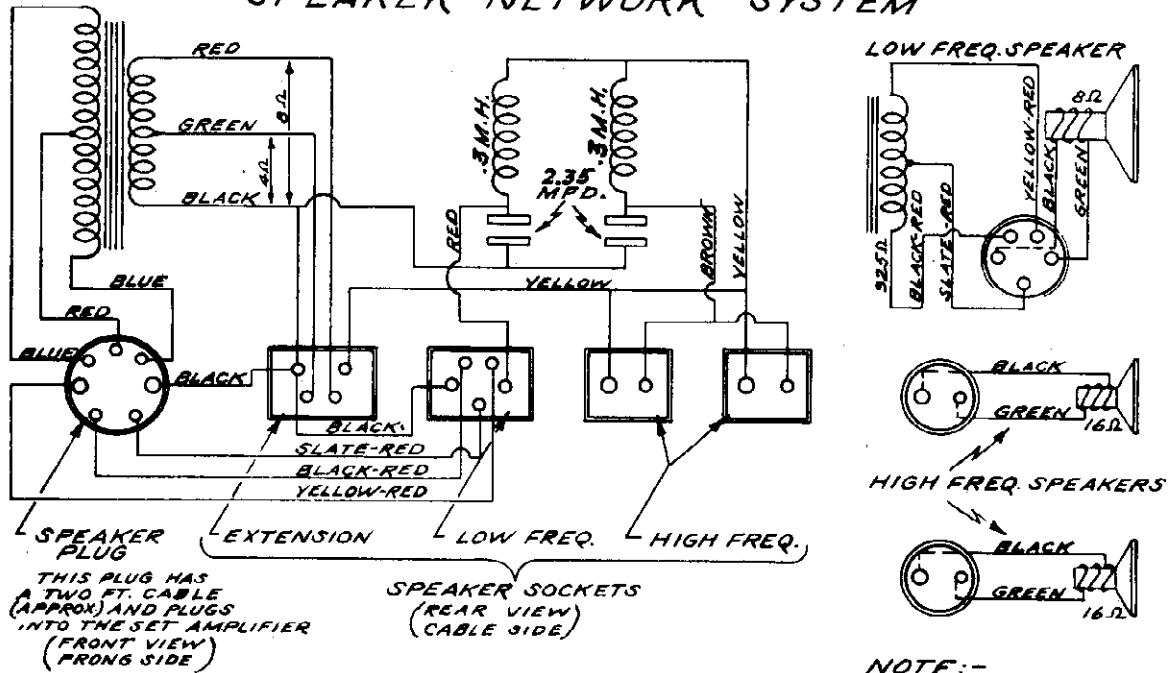 SPEAKER NETWORK SYSTEM
RED
8Ω
GREEN
4Ω
BLACK
BLUE
RED
BLUE
BLACK
.3 M.H.
.3 M.H.
2.35
MFD.
RED
BROWN
YELLOW
YELLOW
BLACK.
SLATE-RED
BLACK-RED
YELLOW-RED
SPEAKER
PLUG
THIS PLUG HAS
A TWO FT. CABLE
(APPROX) AND PLUGS
INTO THE SET AMPLIFIER
(FRONT VIEW)
(PRONG SIDE)
EXTENSION
LOW FREQ.
HIGH FREQ.
SPEAKER SOCKETS
(REAR VIEW)
(CABLE SIDE)
LOW FREQ. SPEAKER
925Ω
BLACK-RED
SLATE-RED
YELLOW-RED
BLACK
GREEN
8Ω
BLACK
GREEN
16Ω
HIGH FREQ. SPEAKERS
BLACK
GREEN
16Ω
NOTE:-